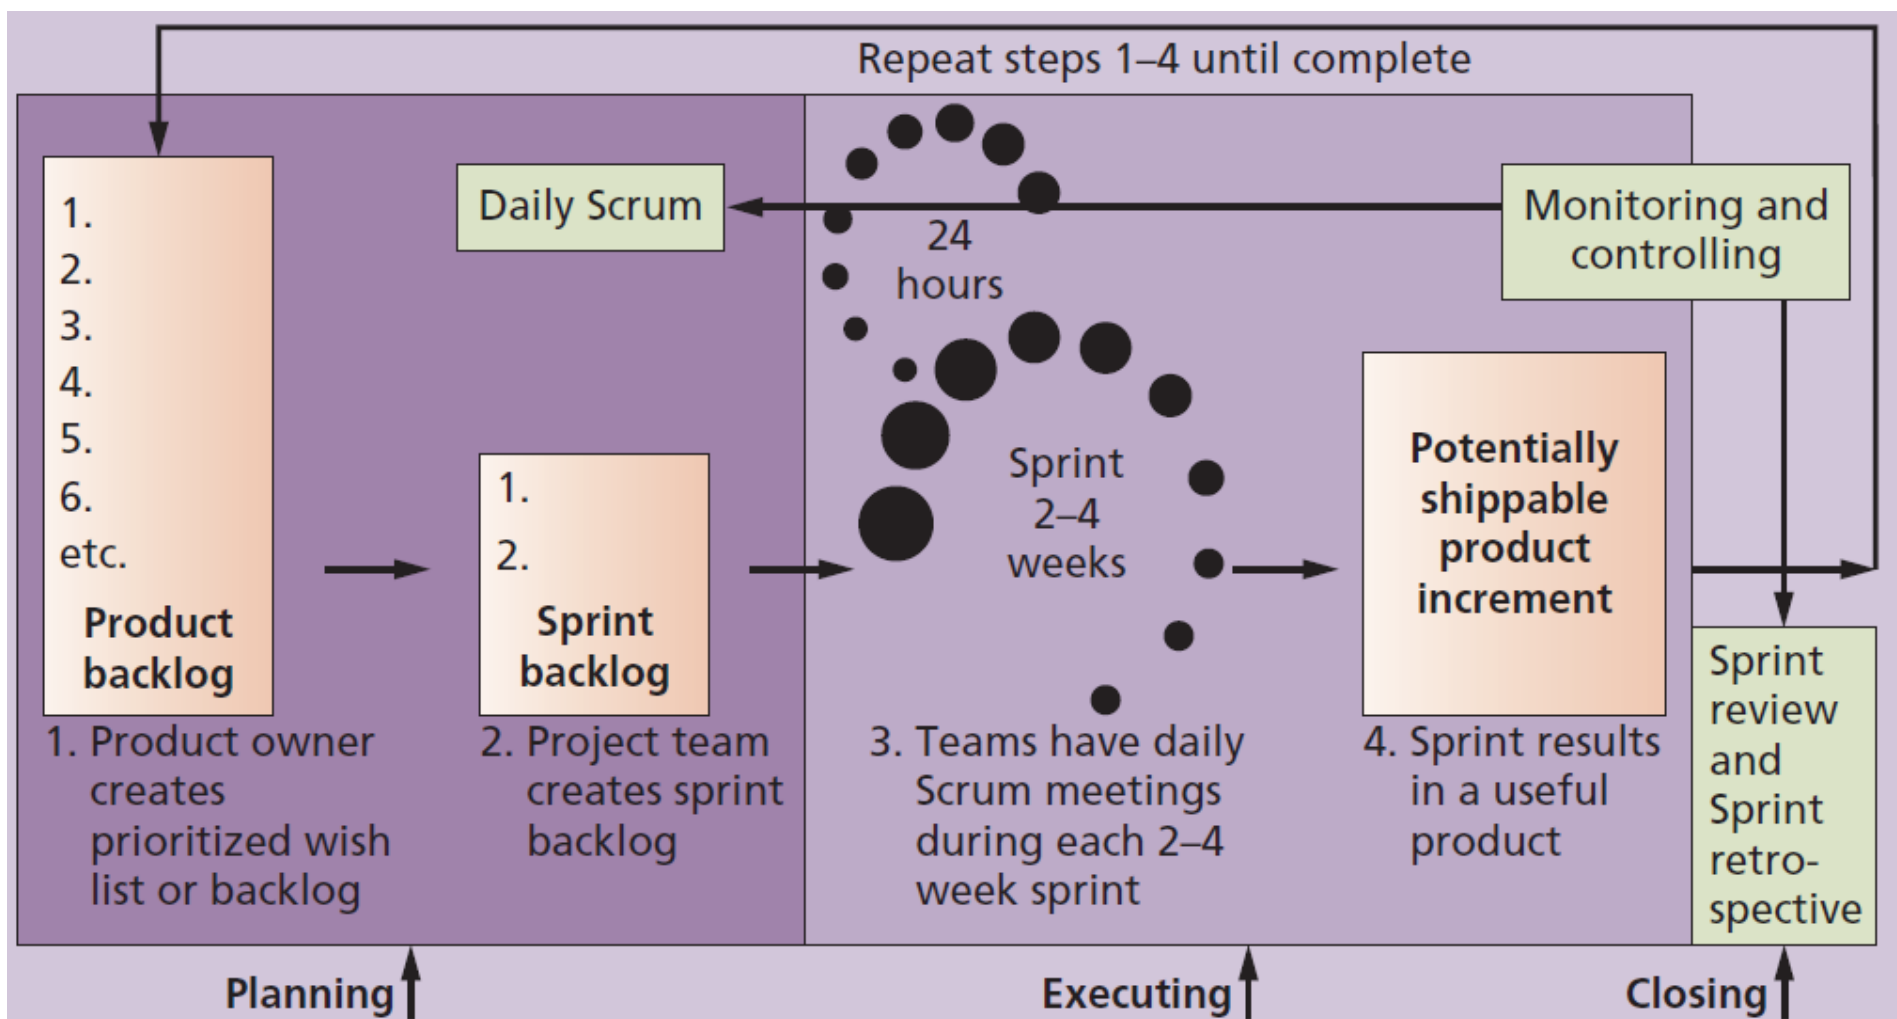 Repeat steps 1–4 until complete
1.
2.
3.
4.
5.
6.
etc.
Product
backlog
Daily Scrum
1.
2.
Sprint
backlog
24
hours
Sprint
2–4
weeks
Monitoring and
controlling
Potentially
shippable
product
increment
Sprint
review
and
Sprint
retro-
spective
1. Product owner
creates
prioritized wish
list or backlog
2. Project team
creates sprint
backlog
3. Teams have daily
Scrum meetings
during each 2–4
week sprint
4. Sprint results
in a useful
product
Planning
Executing
Closing